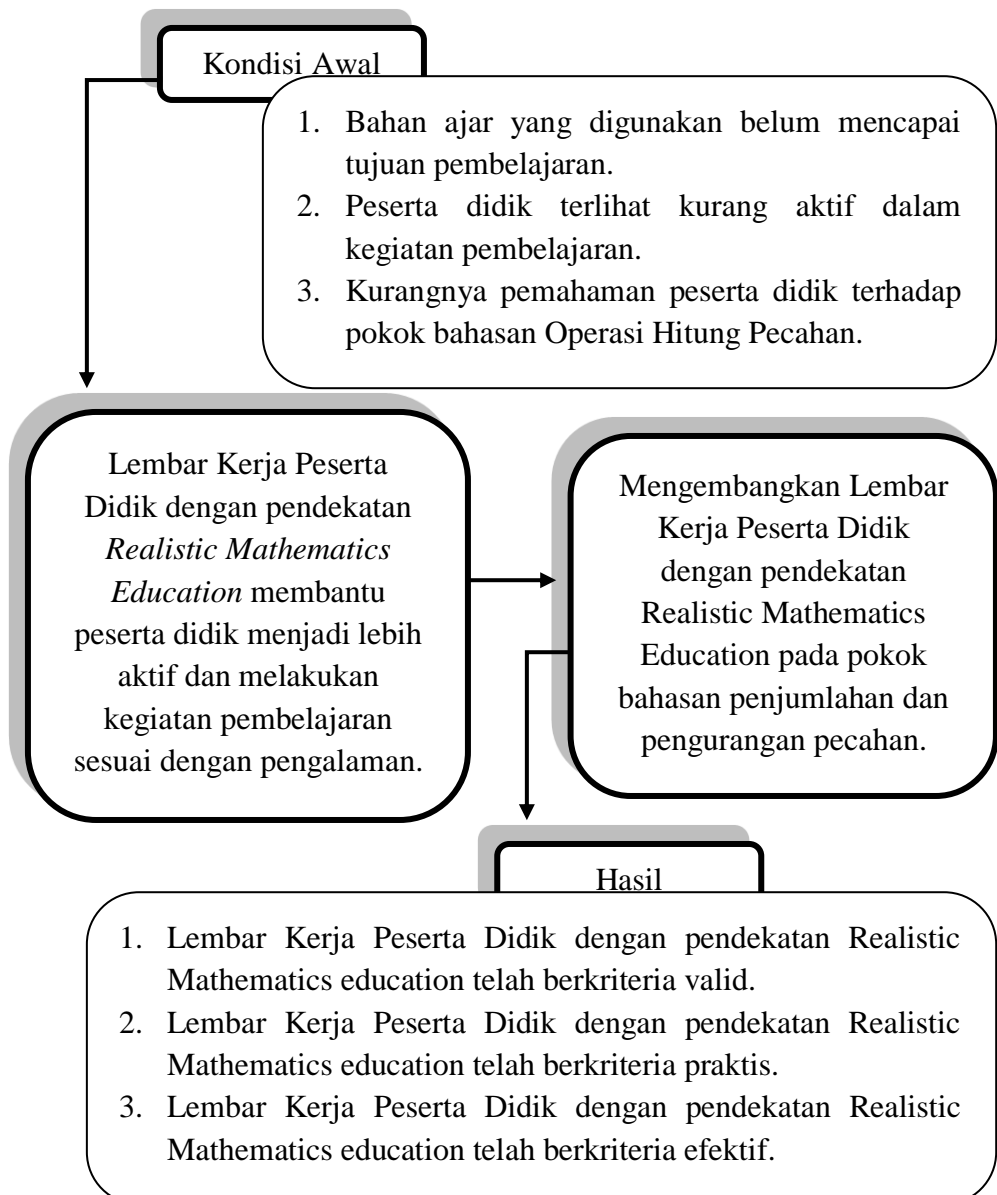 Kondisi Awal
1. Bahan ajar yang digunakan belum mencapai
tujuan pembelajaran.
2. Peserta didik terlihat kurang aktif dalam
kegiatan pembelajaran.
3. Kurangnya pemahaman peserta didik terhadap
pokok bahasan Operasi Hitung Pecahan.
Lembar Kerja Peserta
Didik dengan pendekatan
Realistic Mathematics
Education membantu
peserta didik menjadi lebih
aktif dan melakukan
kegiatan pembelajaran
sesuai dengan pengalaman.
Mengembangkan Lembar
Kerja Peserta Didik
dengan pendekatan
Realistic Mathematics
Education pada pokok
bahasan penjumlahan dan
pengurangan pecahan.
Hasil
1. Lembar Kerja Peserta Didik dengan pendekatan Realistic
Mathematics education telah berkriteria valid.
2. Lembar Kerja Peserta Didik dengan pendekatan Realistic
Mathematics education telah berkriteria praktis.
3. Lembar Kerja Peserta Didik dengan pendekatan Realistic
Mathematics education telah berkriteria efektif.